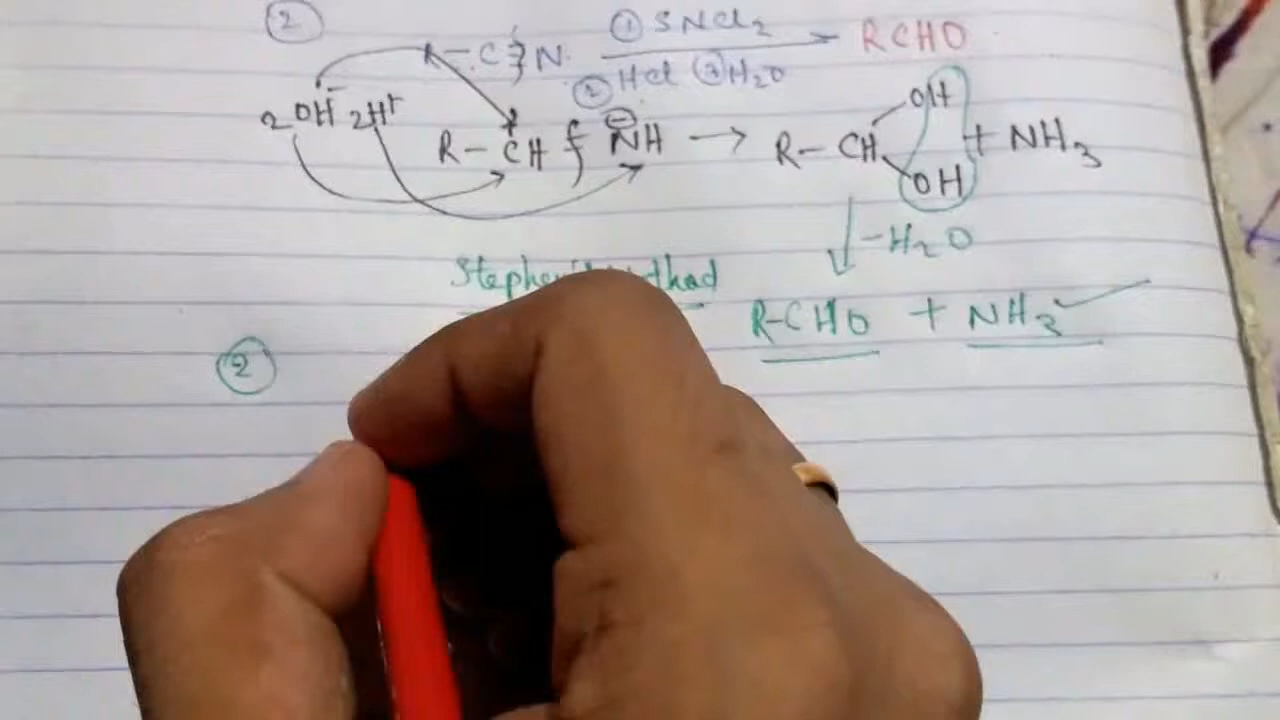 ② R-C≡N ① SNCl₂ ② HCl ③ H₂O → RCHO
2OH⁻ 2H⁺ R-CH NH → R-CH OH OH + NH₃
-H₂O
R-CHO + NH₃
②